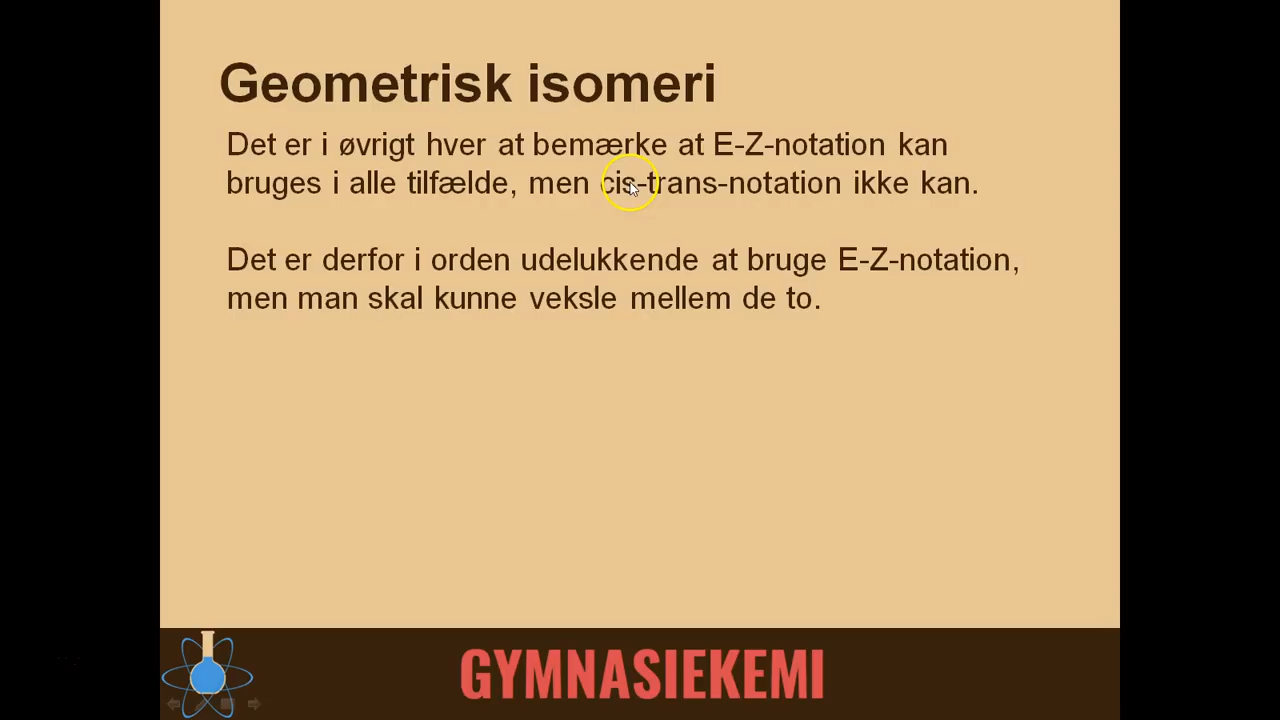 Geometrisk isomeri
Det er i øvrigt hver at bemærke at E-Z-notation kan
bruges i alle tilfælde, men cis-trans-notation ikke kan.
Det er derfor i orden udelukkende at bruge E-Z-notation,
men man skal kunne veksle mellem de to.
GYMNASIEKEMI